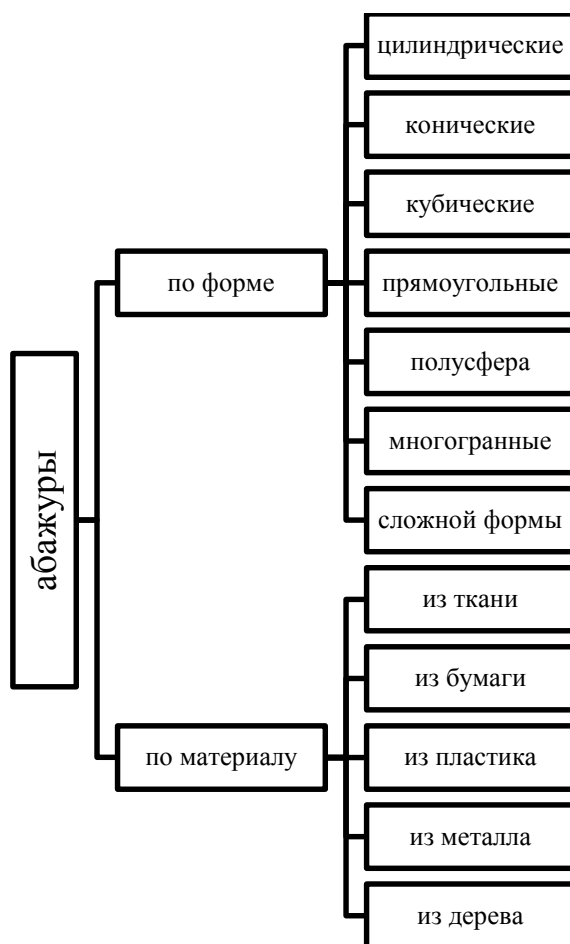 абажуры
по форме
цилиндрические
конические
кубические
прямоугольные
полусфера
многогранные
сложной формы
по материалу
из ткани
из бумаги
из пластика
из металла
из дерева